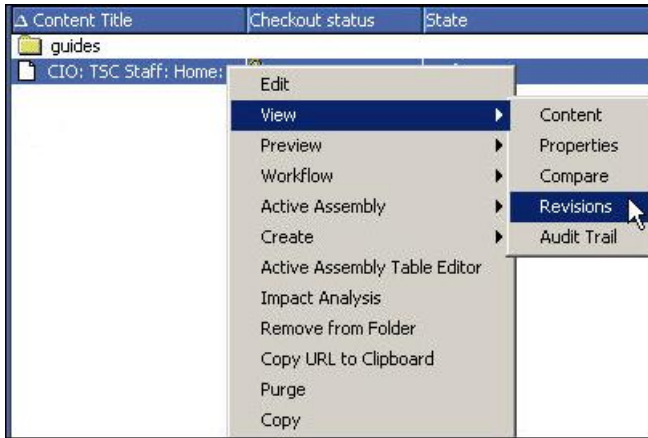 Content Title Checkout status State
guides
CIO: TSC Staff: Home:
Edit
View
Preview
Workflow
Active Assembly
Create
Active Assembly Table Editor
Impact Analysis
Remove from Folder
Copy URL to Clipboard
Purge
Copy
Content
Properties
Compare
Revisions
Audit Trail